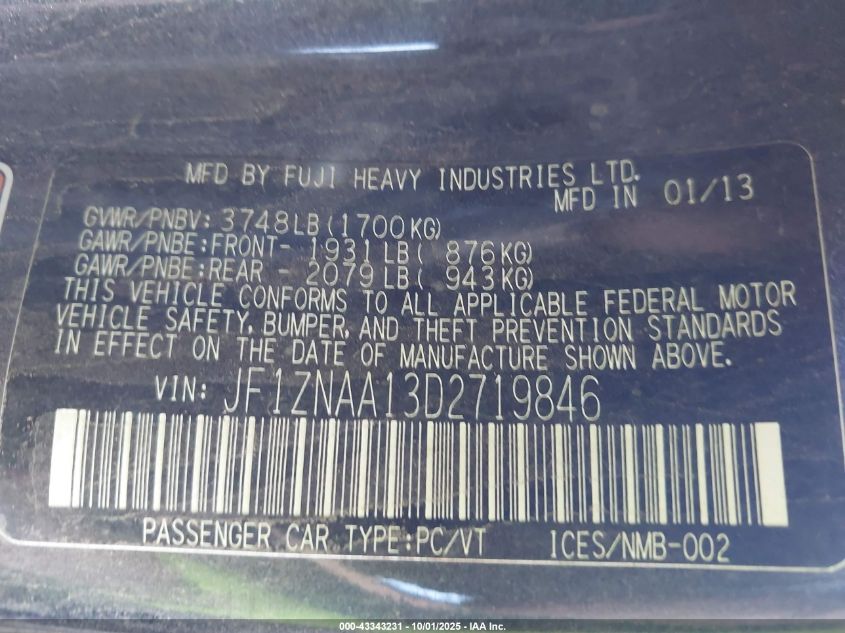 MFD BY FUJI HEAVY INDUSTRIES LTD.
MFD IN 01/13
GVWR/PNBV: 3748LB(1700KG)
GAWR/PNBE:FRONT- 1931LB( 876KG)
GAWR/PNBE:REAR - 2079LB( 943KG)
THIS VEHICLE CONFORMS TO ALL APPLICABLE FEDERAL MOTOR
VEHICLE SAFETY, BUMPER, AND THEFT PREVENTION STANDARDS
IN EFFECT ON THE DATE OF MANUFACTURE SHOWN ABOVE.
VIN: JF1ZNAA13D2719846
PASSENGER CAR TYPE:PC/VT ICES/NMB-002
000-43343231 - 10/01/2025 - IAA Inc.